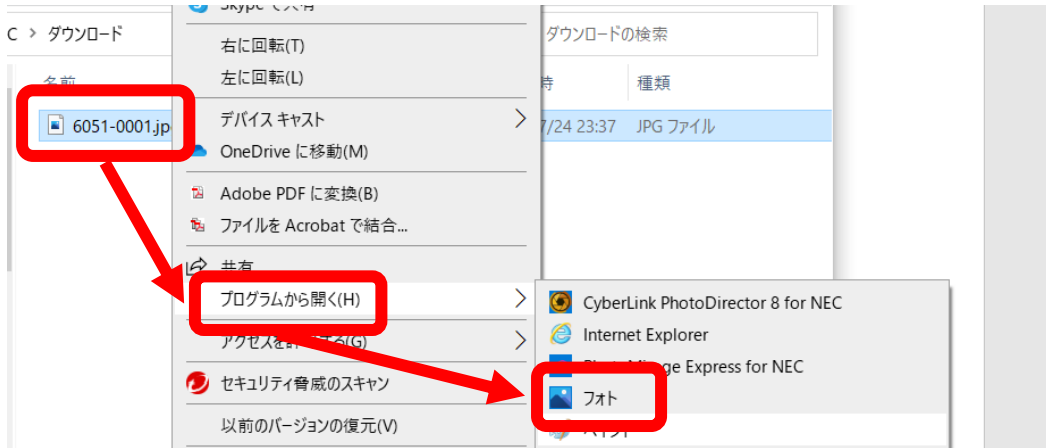 C > ダウンロード
ダウンロードの検索
右に回転(T)
左に回転(L)
名前
時
種類
6051-0001.jp
7/24 23:37
JPG ファイル
デバイス キャスト
OneDrive に移動(M)
Adobe PDF に変換(B)
ファイルを Acrobat で結合...
共有
プログラムから開く(H)
CyberLink PhotoDirector 8 for NEC
Internet Explorer
ge Express for NEC
フォト
セキュリティ脅威のスキャン
以前のバージョンの復元(V)